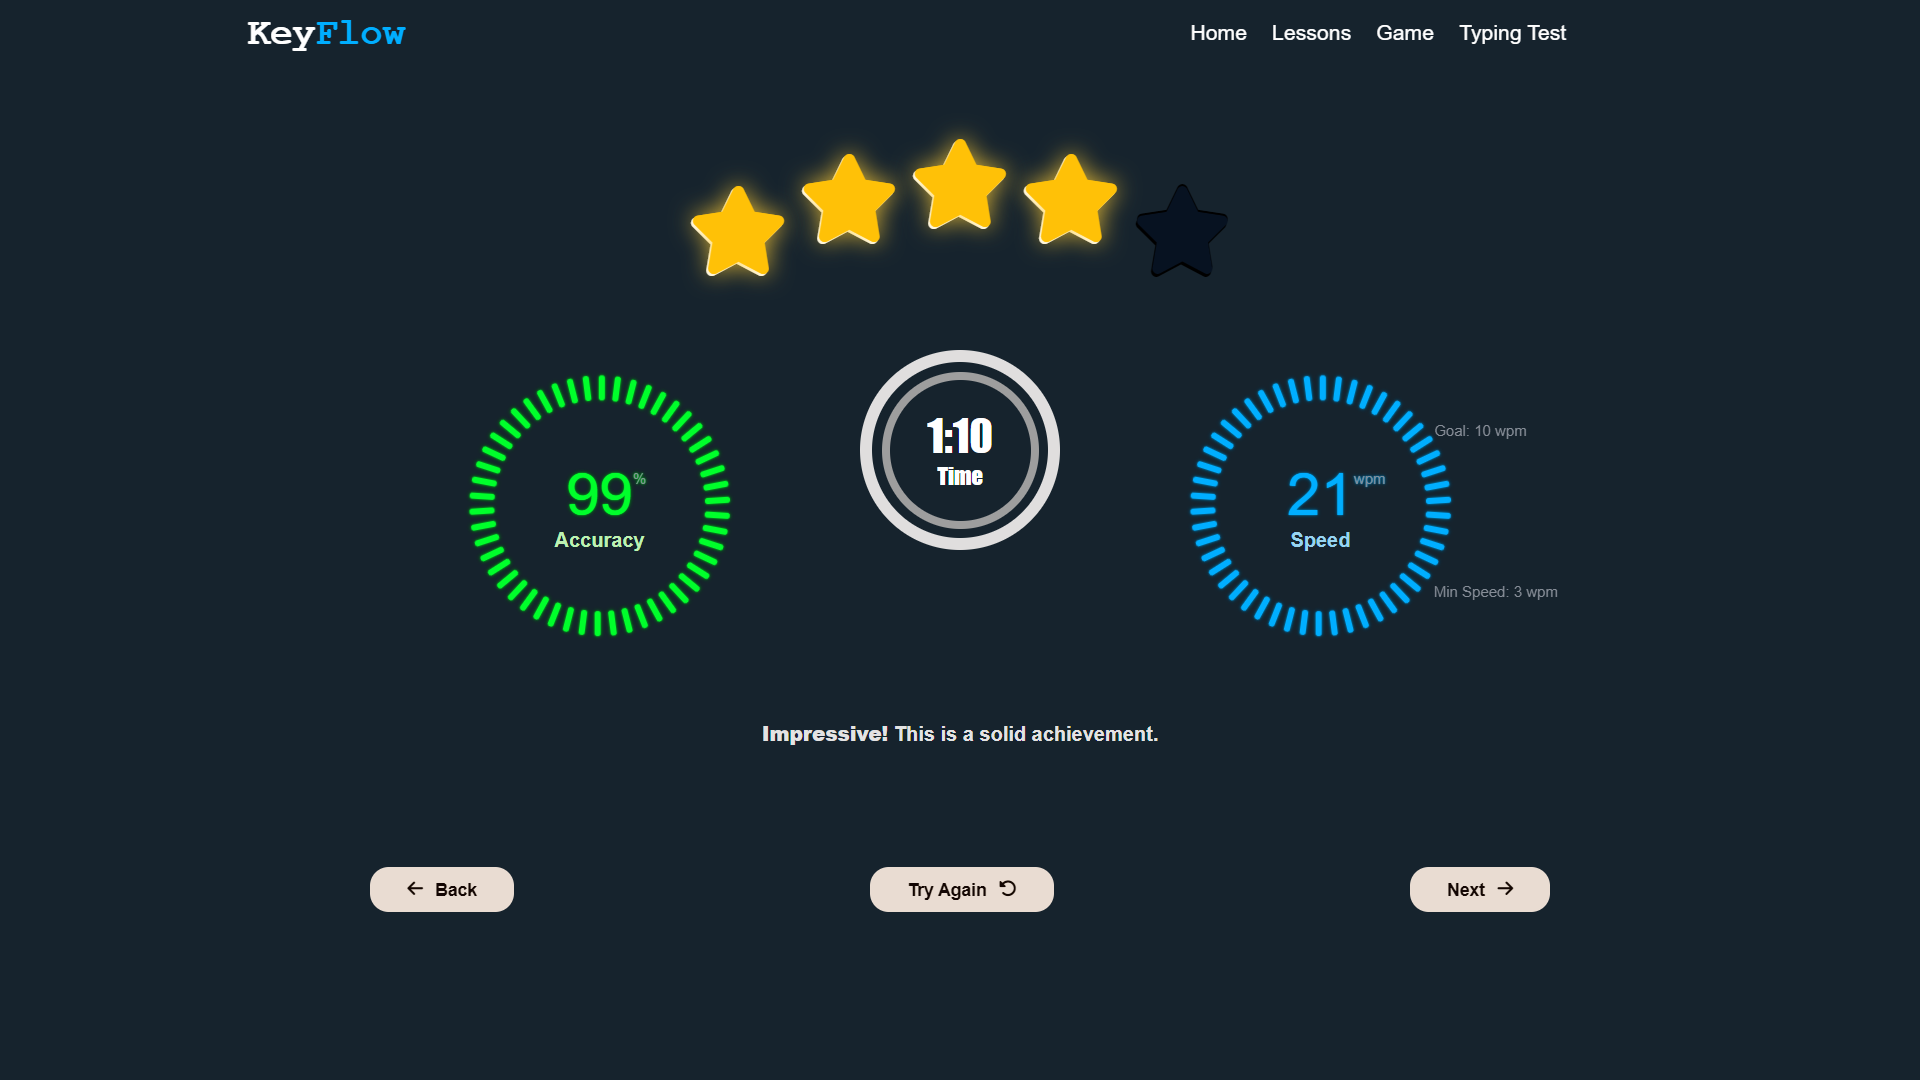 KeyFlow
Home Lessons Game Typing Test
1:10
Time
99%
Accuracy
21 wpm
Speed
Goal: 10 wpm
Min Speed: 3 wpm
Impressive! This is a solid achievement.
Back
Try Again
Next